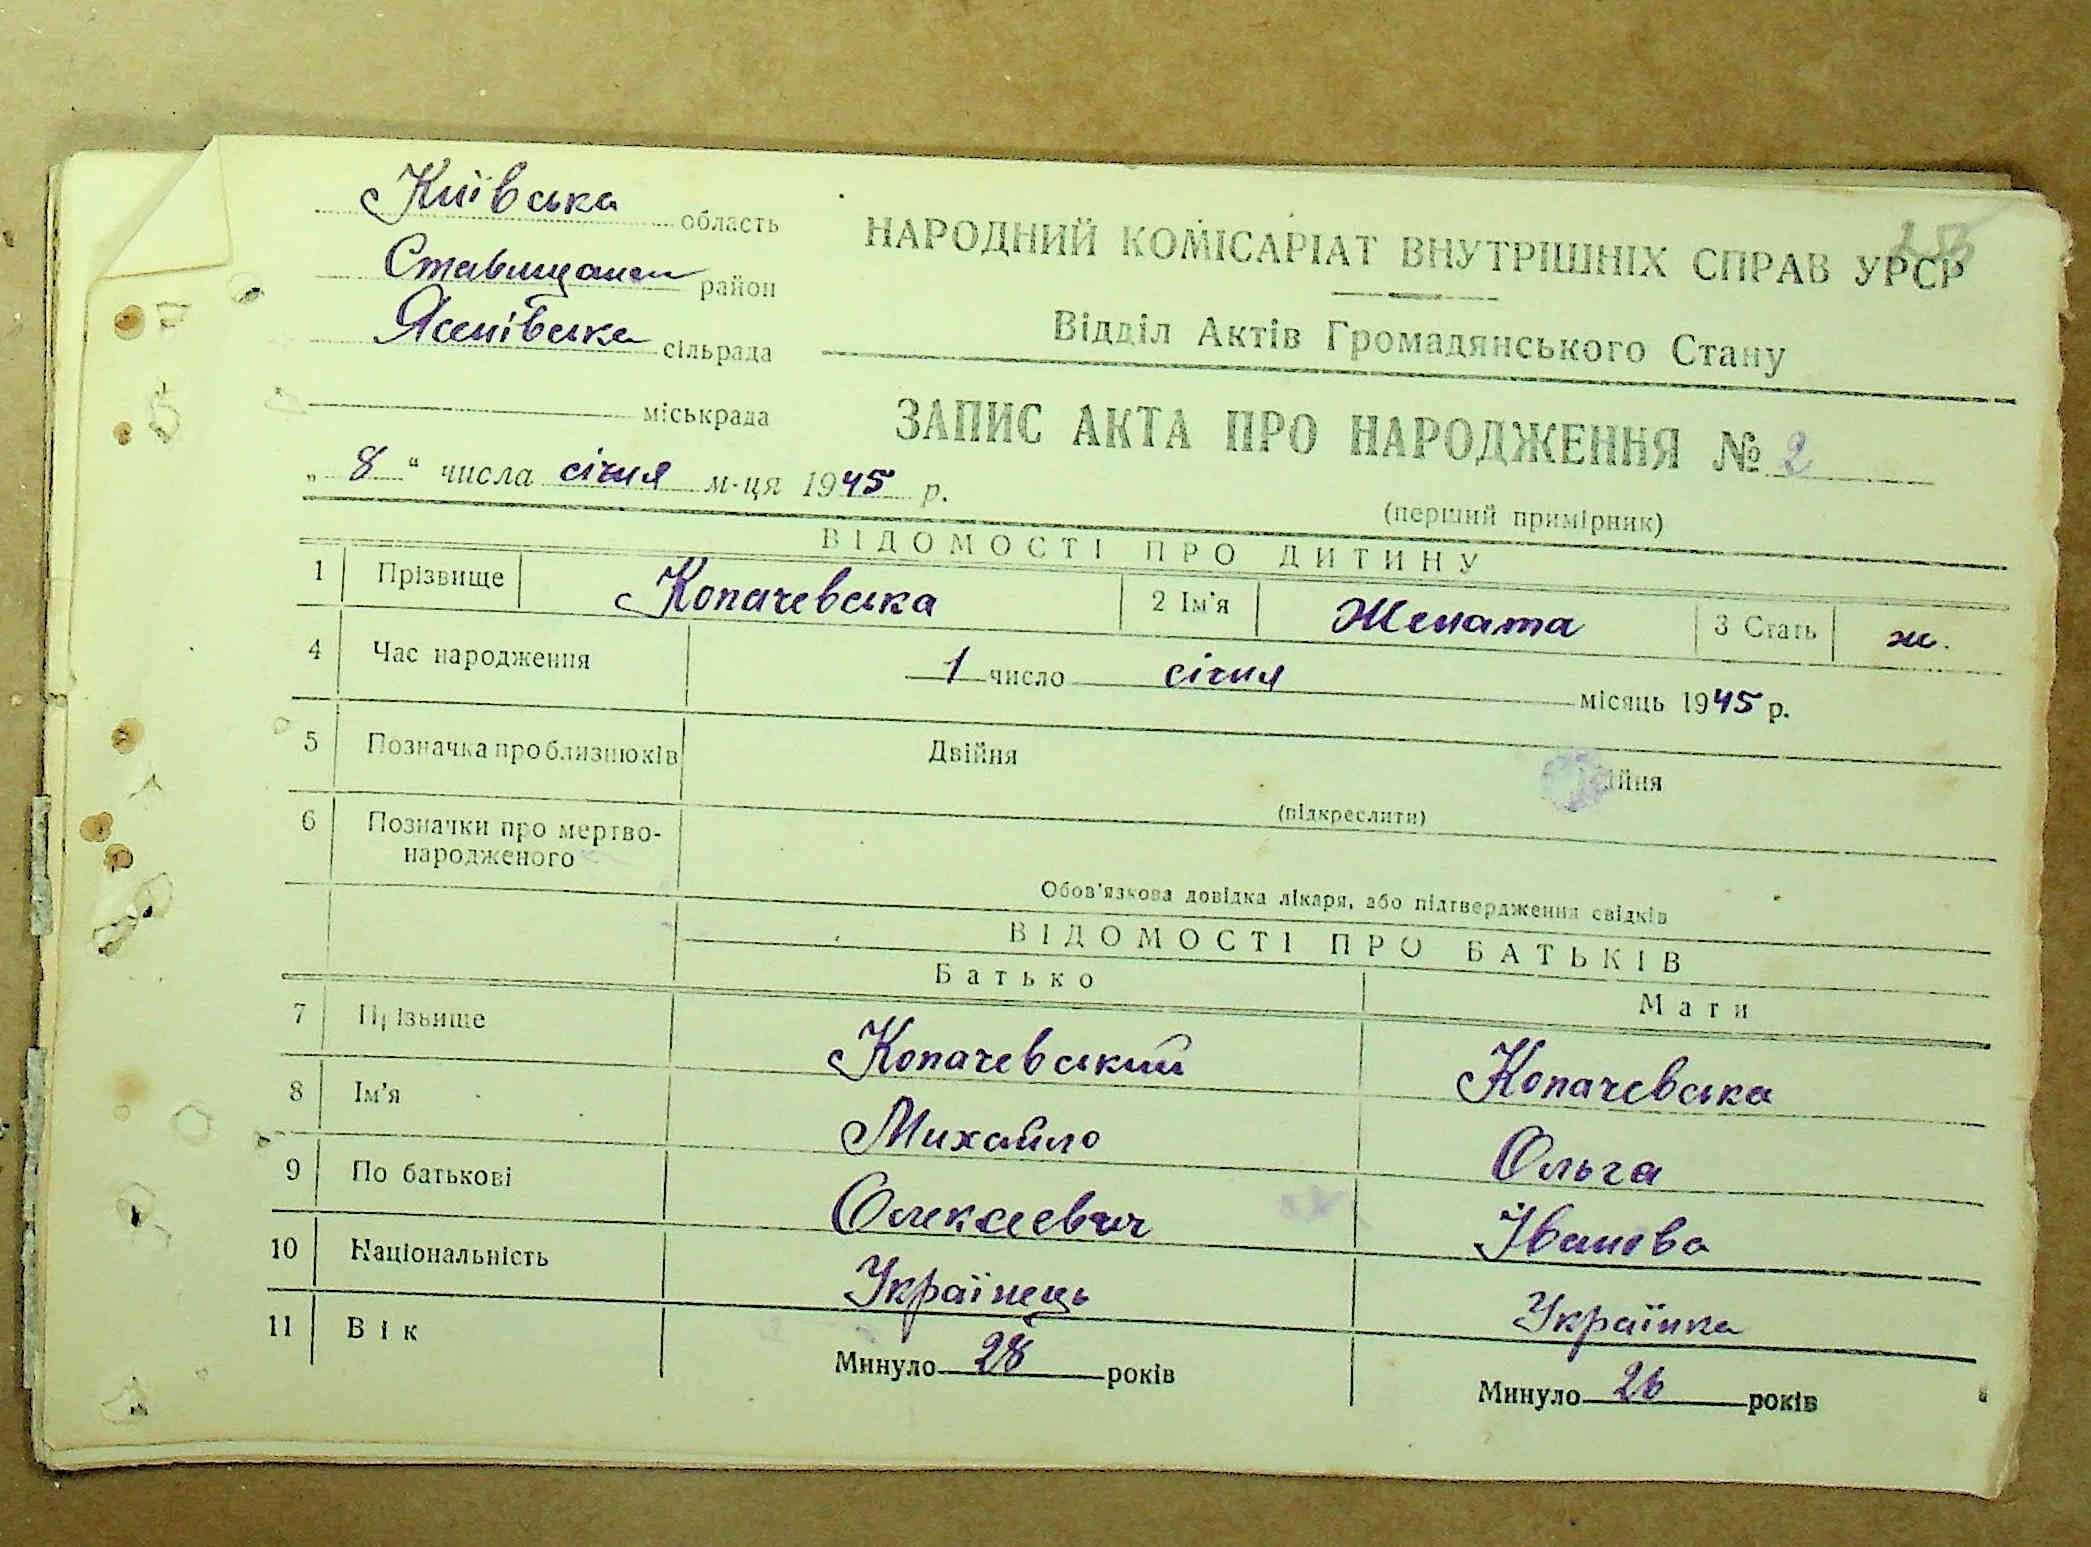 Київська область
Ставищанськ район
Ясенівська сільрада
міськрада
„ 8 “ числа січня м-ця 1945 р.
НАРОДНИЙ КОМІСАРІАТ ВНУТРІШНІХ СПРАВ УРСР
Відділ Актів Громадянського Стану
ЗАПИС АКТА ПРО НАРОДЖЕННЯ № 2
(перший примірник)
ВІДОМОСТІ ПРО ДИТИНУ
1 Прізвище Копачевська 2 Ім'я Жената 3 Стать ж.
4 Час народження 1 число січня місяць 1945 р.
5 Позначка про близнюків Двійня ійня
(підкреслити)
6 Позначки про мертво-
народженого
Обов'язкова довідка лікаря, або підтвердження свідків
ВІДОМОСТІ ПРО БАТЬКІВ
Батько Мати
7 Прізвище Копачевський Копачевська
8 Ім'я Михайло Ольга
9 По батькові Олексеевич Іванова
10 Національність Українець Українка
11 Вік Минуло 28 років Минуло 26 років